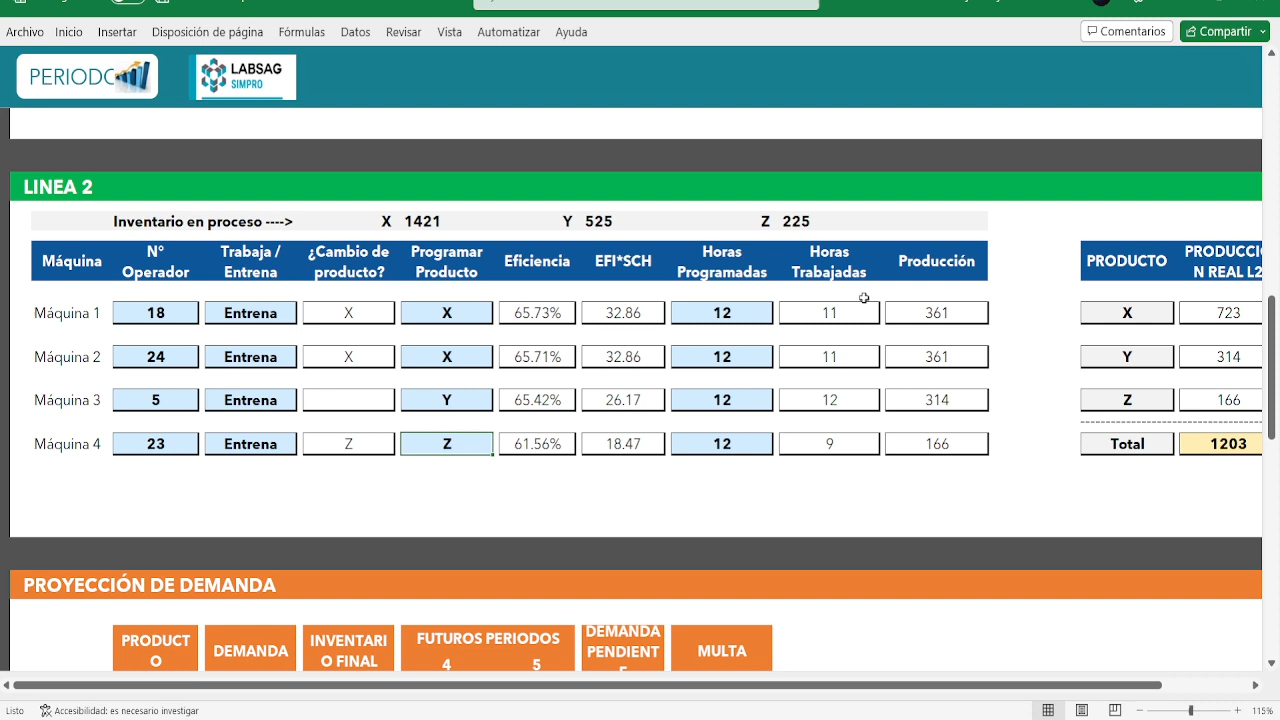 Archivo Inicio Insertar Disposición de página Fórmulas Datos Revisar Vista Automatizar Ayuda Comentarios Compartir
PERIODO LABSAG
SIMPRO
LINEA 2
Inventario en proceso ----> X 1421 Y 525 Z 225
Máquina N° Operador Trabaja / Entrena ¿Cambio de producto? Programar Producto Eficiencia EFI*SCH Horas Programadas Horas Trabajadas Producción PRODUCTO PRODUCCI N REAL L2
Máquina 1 18 Entrena X X 65.73% 32.86 12 11 361 X 723
Máquina 2 24 Entrena X X 65.71% 32.86 12 11 361 Y 314
Máquina 3 5 Entrena Y 65.42% 26.17 12 12 314 Z 166
Máquina 4 23 Entrena Z Z 61.56% 18.47 12 9 166 Total 1203
PROYECCIÓN DE DEMANDA
PRODUCT O DEMANDA INVENTARI O FINAL FUTUROS PERIODOS DEMANDA PENDIENT MULTA
4 5
Listo Accesibilidad: es necesario investigar 115%